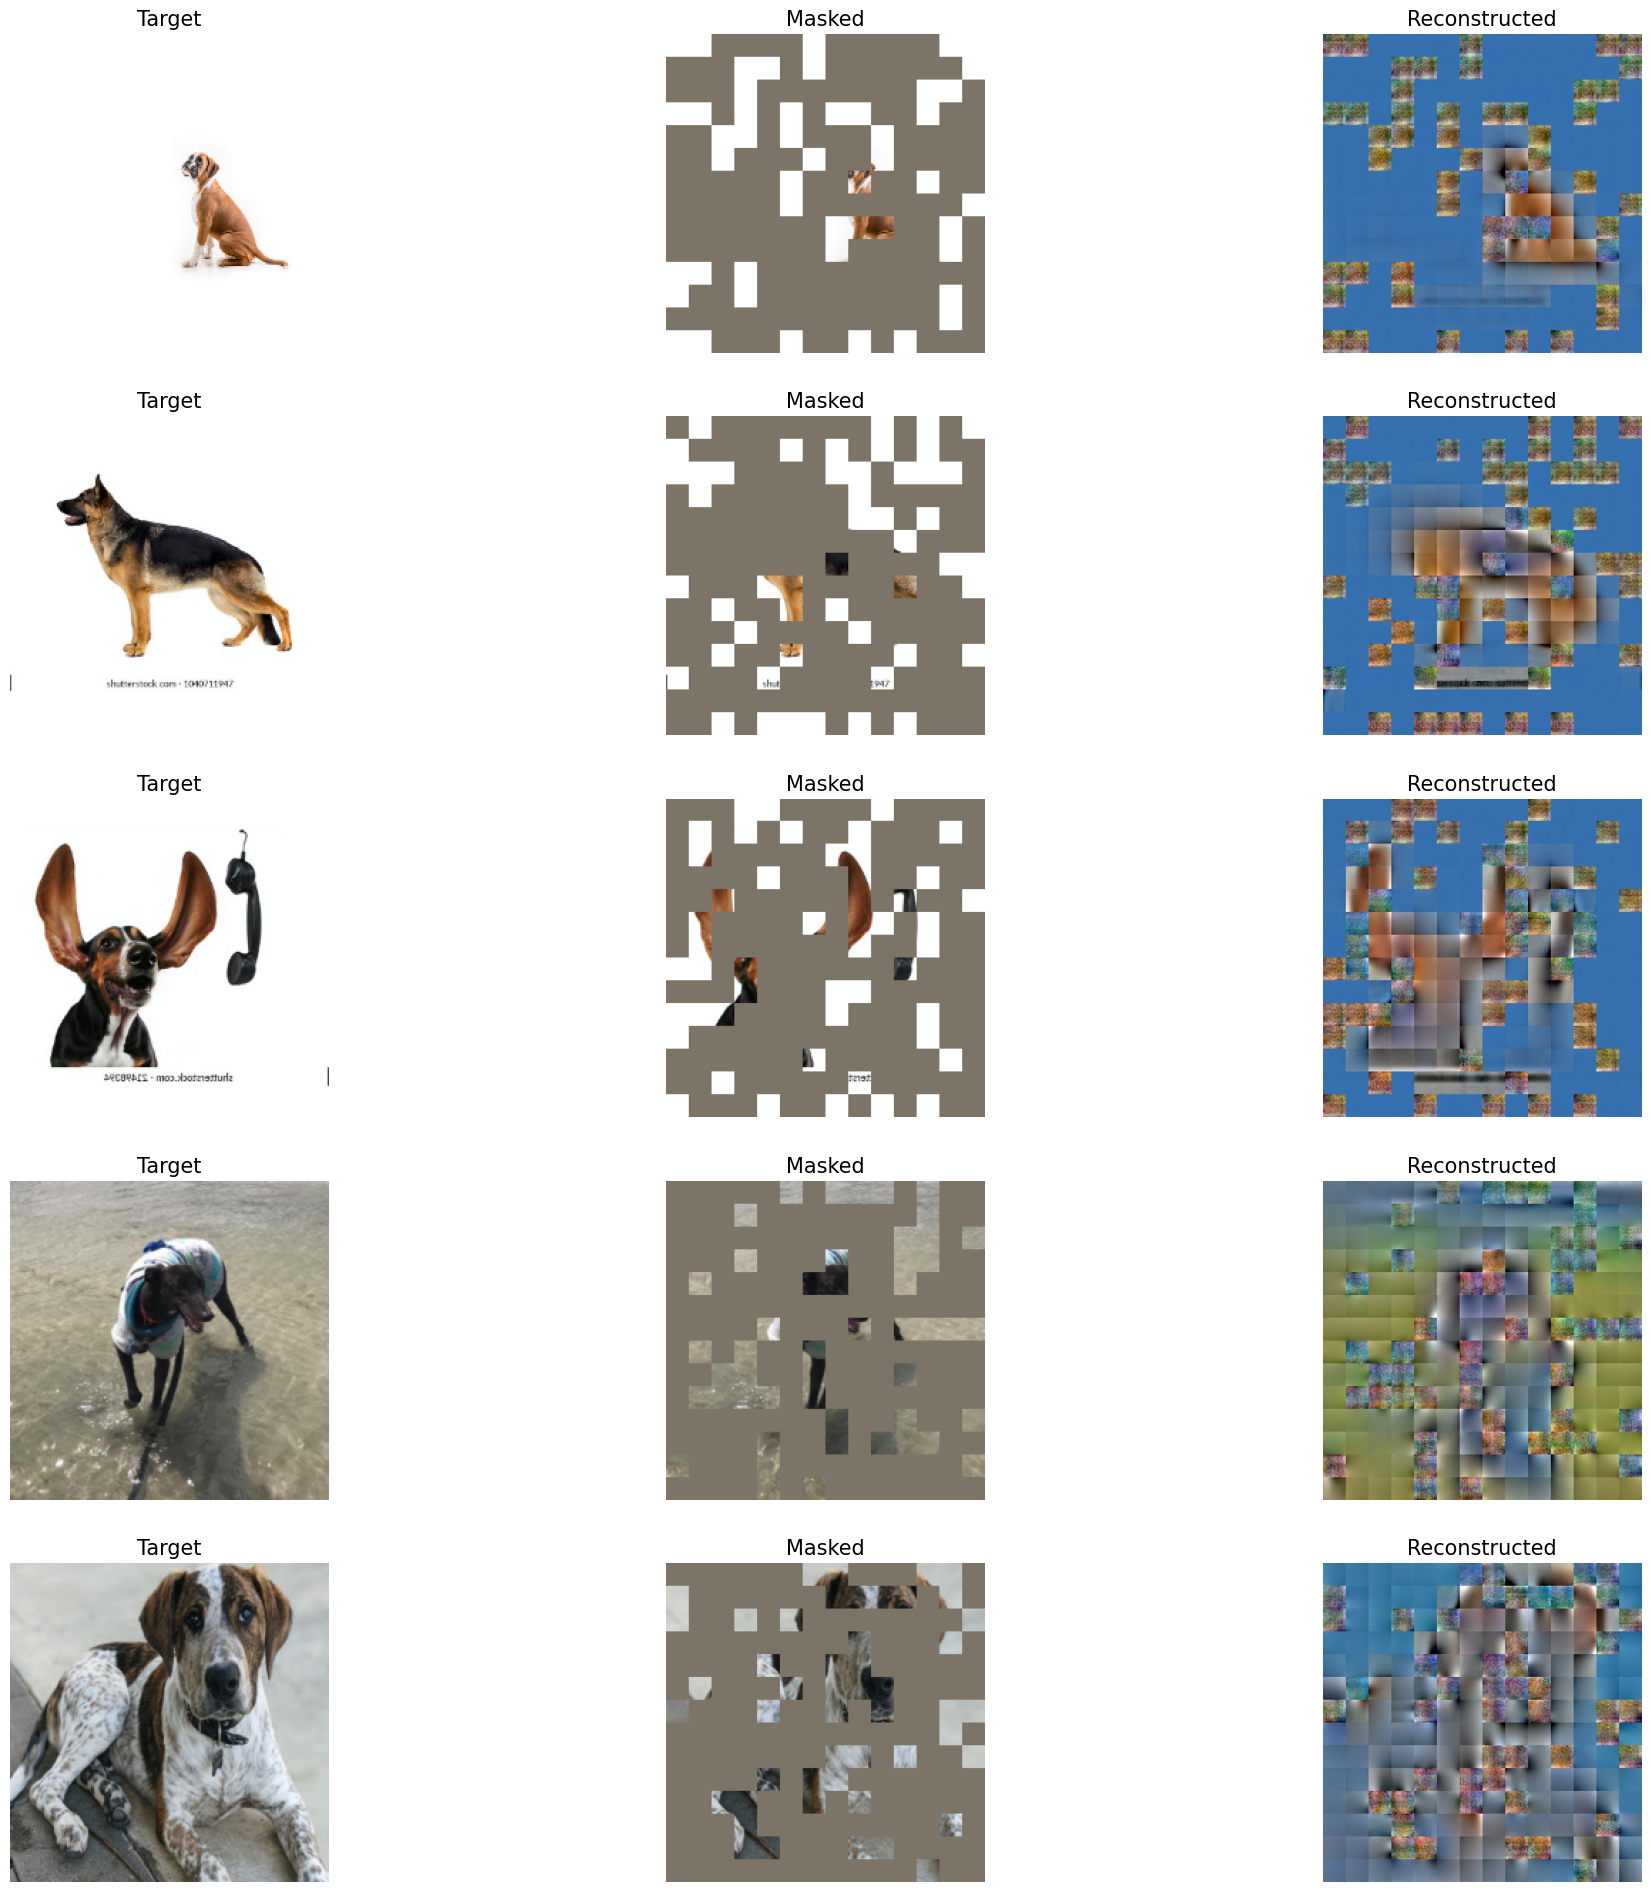 Target Masked Reconstructed
Target Masked Reconstructed
shutterstock.com · 1040711947
shut 1947
Target Masked Reconstructed
shutterstock.com · 21498394
Target Masked Reconstructed
Target Masked Reconstructed